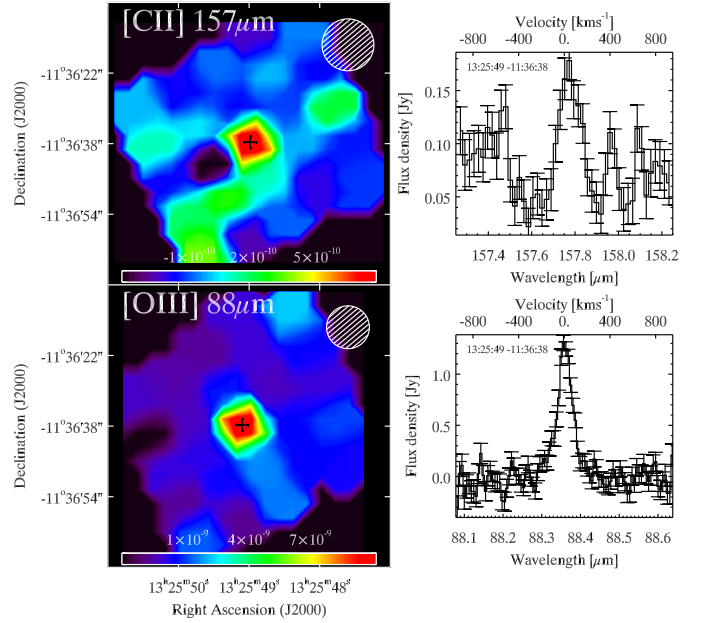 [CII] 157μm
Declination (J2000)
-11°36'22"
-11°36'38"
-11°36'54"
-1×10⁻¹⁰ 2×10⁻¹⁰ 5×10⁻¹⁰
Velocity [kms⁻¹]
-800 -400 0. 400 800
13:25:49 -11:36:38
Flux density [Jy]
0.15
0.10
0.05
157.4 157.6 157.8 158.0 158.2
Wavelength [μm]
[OIII] 88μm
Declination (J2000)
-11°36'22"
-11°36'38"
-11°36'54"
1×10⁻⁹ 4×10⁻⁹ 7×10⁻⁹
13ʰ25ᵐ50ˢ 13ʰ25ᵐ49ˢ 13ʰ25ᵐ48ˢ
Right Ascension (J2000)
Velocity [kms⁻¹]
-800 -400 0. 400 800
13:25:49 -11:36:38
Flux density [Jy]
1.0
0.5
0.0
88.1 88.2 88.3 88.4 88.5 88.6
Wavelength [μm]